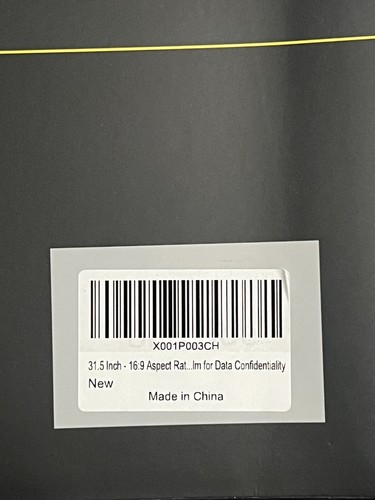 X001P003CH
31.5 Inch - 16:9 Aspect Rat...lm for Data Confidentiality
New
Made in China